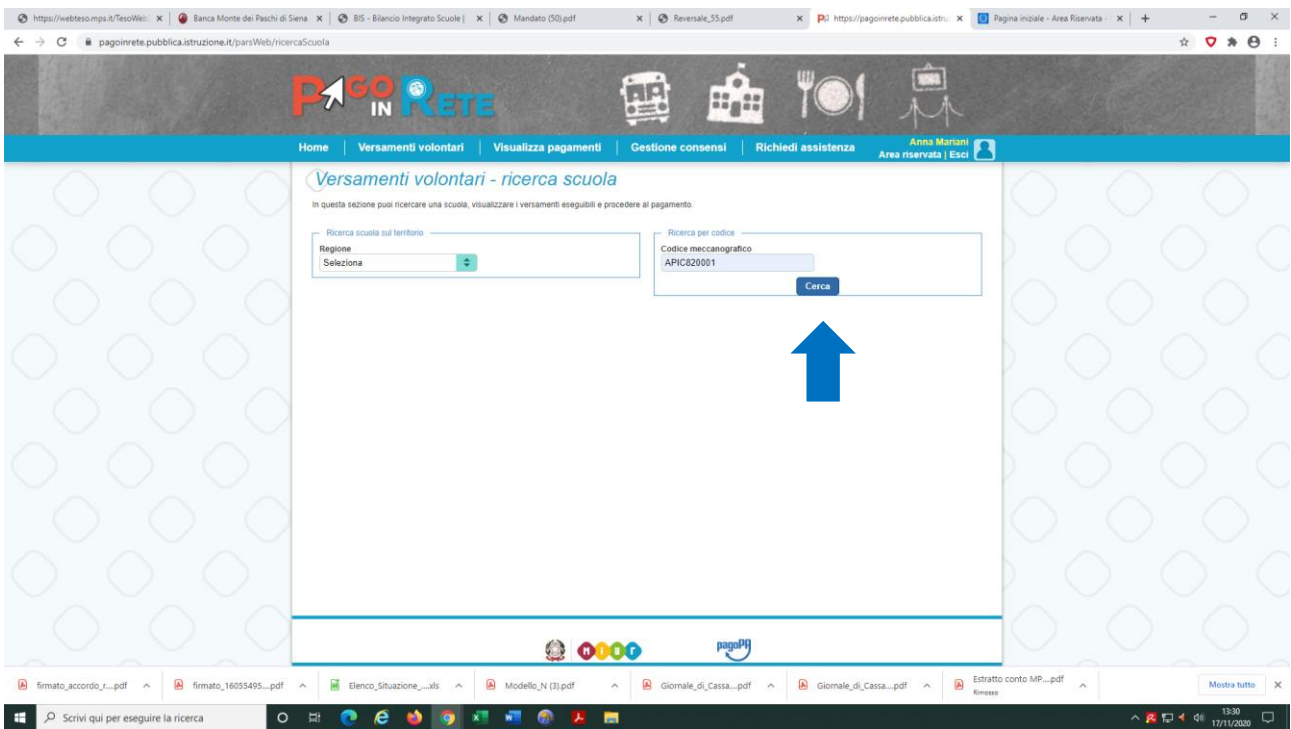 https://webteso.mps.it/TesoWeb
Banca Monte dei Paschi di Siena
BIS - Bilancio Integrato Scuole |
Mandato (50).pdf
Reversale_55.pdf
https://pagoinrete.pubblica.istru
Pagina iniziale - Area Riservata -
pagoinrete.pubblica.istruzione.it/parsWeb/ricercaScuola
PAGO IN RETE
Home | Versamenti volontari | Visualizza pagamenti | Gestione consensi | Richiedi assistenza
Anna Mariani
Area riservata | Esci
Versamenti volontari - ricerca scuola
In questa sezione puoi ricercare una scuola, visualizzare i versamenti eseguibili e procedere al pagamento.
Ricerca scuola sul territorio
Regione
Seleziona
Ricerca per codice
Codice meccanografico
APIC820001
Cerca
MIUR
pagoPA
firmato_accordo_r....pdf
firmato_16055495....pdf
Elenco_Situazione_....xls
Modello_N (3).pdf
Giornale_di_Cassa....pdf
Giornale_di_Cassa....pdf
Estratto conto MP....pdf
Rimosso
Mostra tutto
Scrivi qui per eseguire la ricerca
13:30
17/11/2020